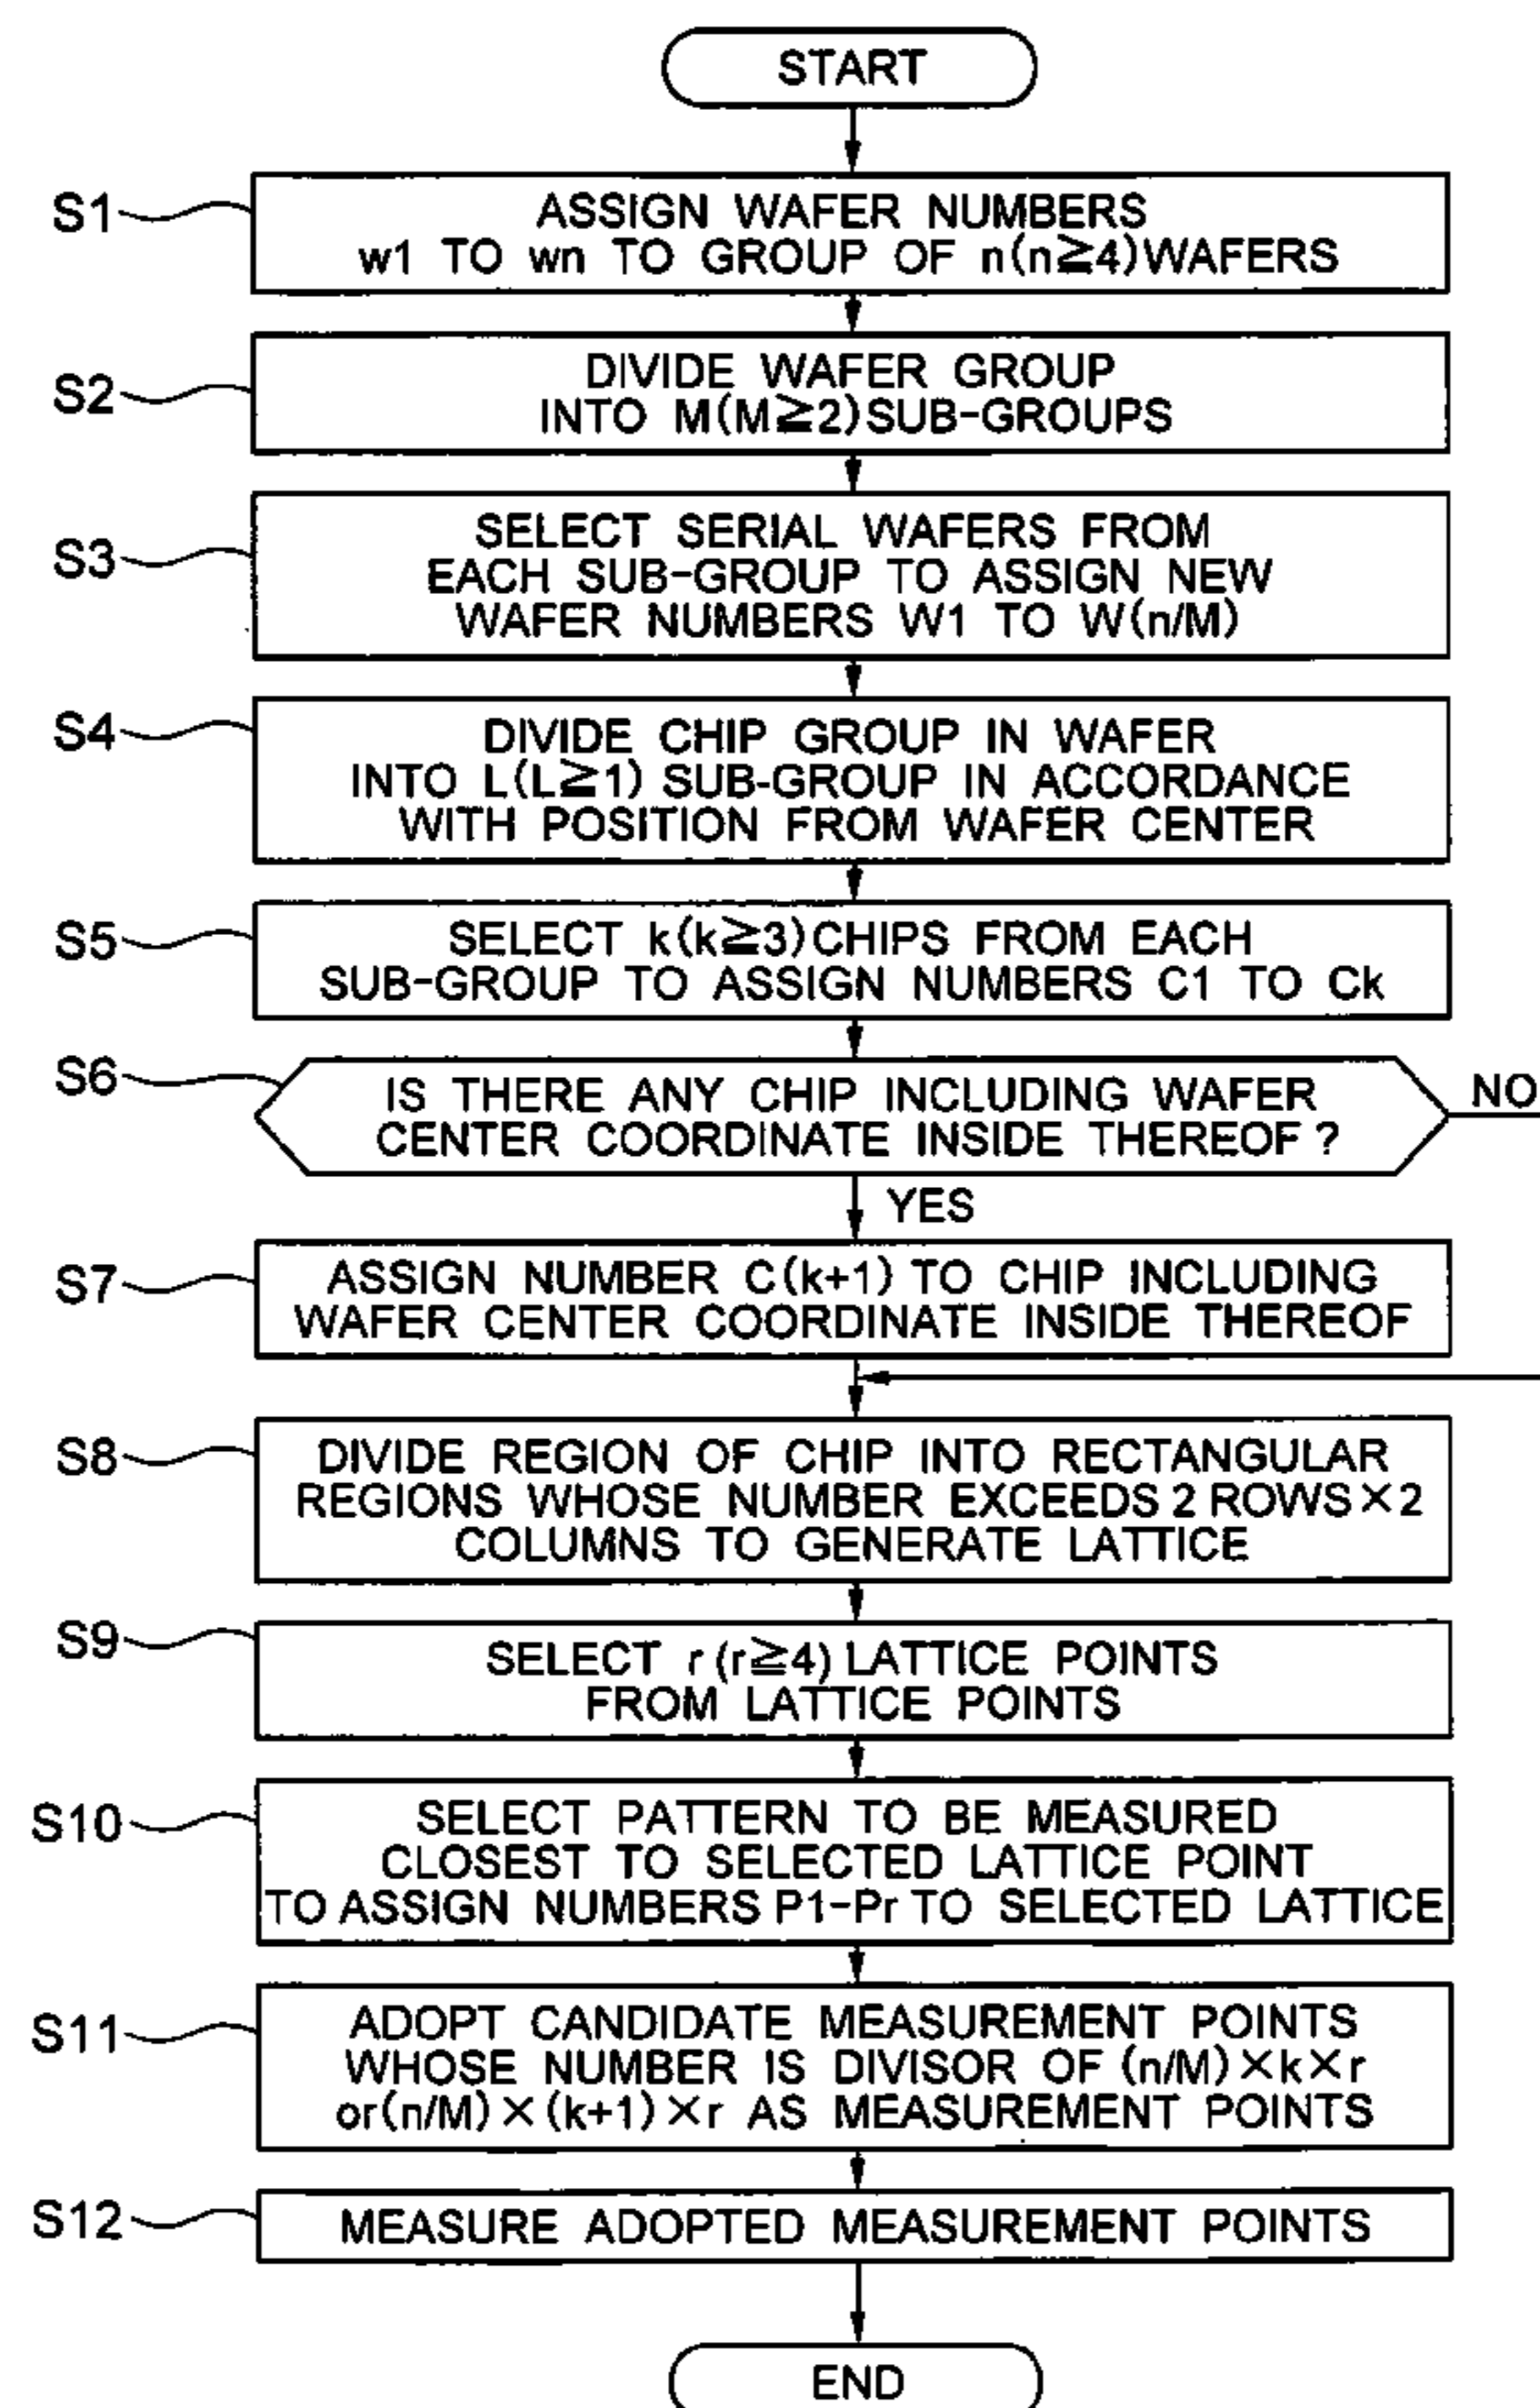 START
S1
ASSIGN WAFER NUMBERS
w1 TO wn TO GROUP OF n(n≧4)WAFERS
S2
DIVIDE WAFER GROUP
INTO M(M≧2)SUB-GROUPS
S3
SELECT SERIAL WAFERS FROM
EACH SUB-GROUP TO ASSIGN NEW
WAFER NUMBERS W1 TO W(n/M)
S4
DIVIDE CHIP GROUP IN WAFER
INTO L(L≧1) SUB-GROUP IN ACCORDANCE
WITH POSITION FROM WAFER CENTER
S5
SELECT k(k≧3)CHIPS FROM EACH
SUB-GROUP TO ASSIGN NUMBERS C1 TO Ck
S6
IS THERE ANY CHIP INCLUDING WAFER
CENTER COORDINATE INSIDE THEREOF?
NO
YES
S7
ASSIGN NUMBER C(k+1) TO CHIP INCLUDING
WAFER CENTER COORDINATE INSIDE THEREOF
S8
DIVIDE REGION OF CHIP INTO RECTANGULAR
REGIONS WHOSE NUMBER EXCEEDS 2 ROWS×2
COLUMNS TO GENERATE LATTICE
S9
SELECT r(r≧4) LATTICE POINTS
FROM LATTICE POINTS
S10
SELECT PATTERN TO BE MEASURED
CLOSEST TO SELECTED LATTICE POINT
TO ASSIGN NUMBERS P1-Pr TO SELECTED LATTICE
S11
ADOPT CANDIDATE MEASUREMENT POINTS
WHOSE NUMBER IS DIVISOR OF (n/M)×k×r
or(n/M)×(k+1)×r AS MEASUREMENT POINTS
S12
MEASURE ADOPTED MEASUREMENT POINTS
END